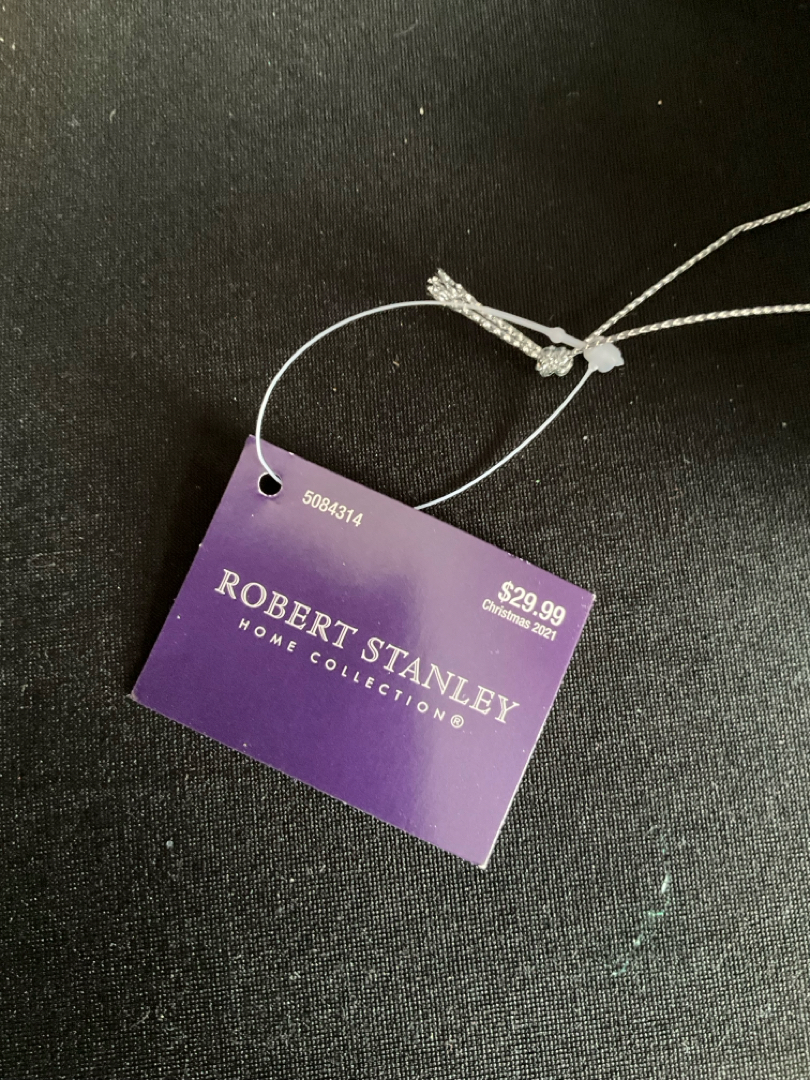 5084314
$29.99
Christmas 2021
ROBERT STANLEY
HOME COLLECTION®